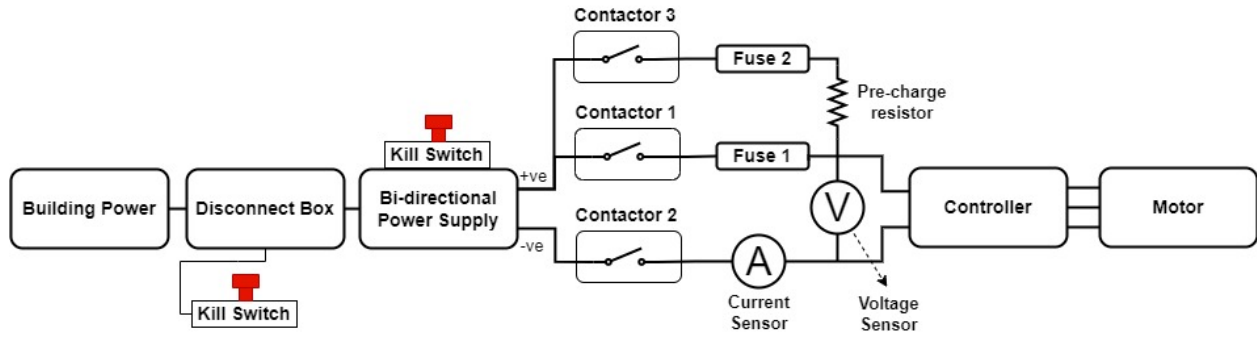 Contactor 3
Fuse 2
Pre-charge
resistor
Contactor 1
Kill Switch
Fuse 1
+ve
Building Power
Disconnect Box
Bi-directional
Power Supply
Contactor 2
V
Controller
Motor
-ve
A
Kill Switch
Current
Sensor
Voltage
Sensor